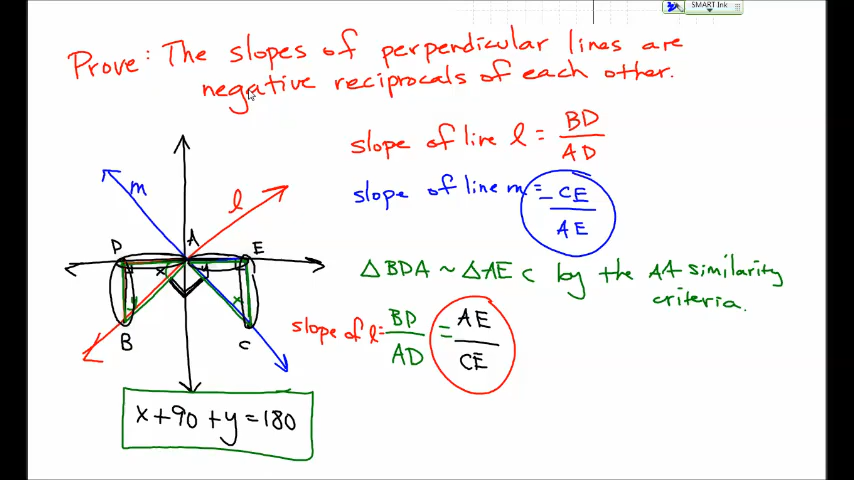 SMART Ink
Prove: The slopes of perpendicular lines are
negative reciprocals of each other.
slope of line l = BD
AD
slope of line m = - CE
AE
m
l
A
D
E
x
y
y
x
B
C
△BDA ~ △AEC by the AA similarity
criteria.
slope of l = BD = AE
AD CE
x+90+y=180